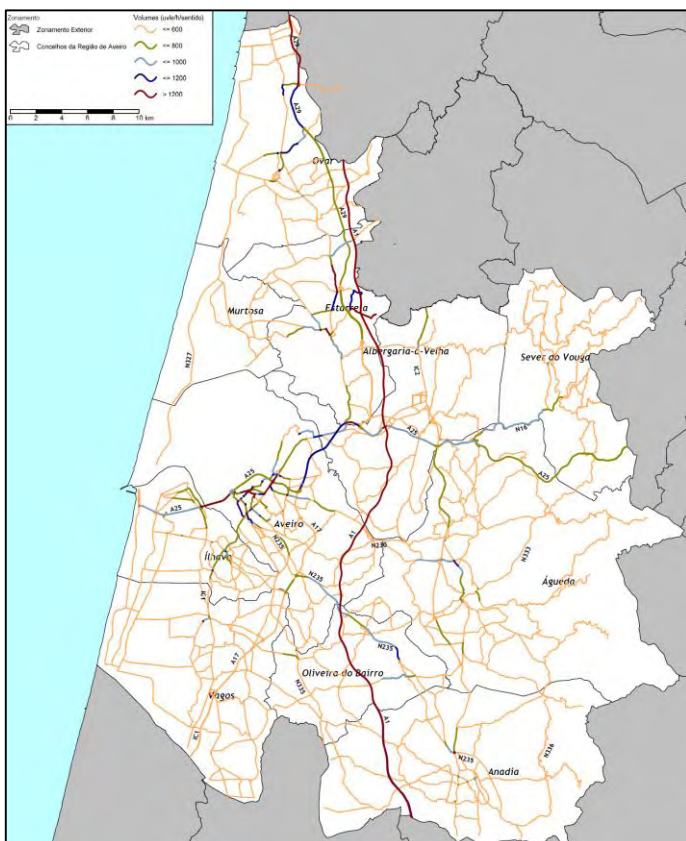 Zonamento
Zonamento Exterior
Concelhos da Região de Aveiro
Volumes (uvle/h/sentido)
<= 600
<= 800
<= 1000
<= 1200
> 1200
0 2 4 6 8 10 km
A29
A29
Ovar
A29
A1
Murtosa
Estarreja
Albergaria-a-Velha
Sever do Vouga
N327
IC2
A25
N16
A25
A25
A25
Aveiro
A17
A1
N230
N333
N235
Ílhavo
N235
Águeda
IC1
A17
N235
Oliveira do Bairro
Vagos
N335
A1
IC1
N235
N336
Anadia